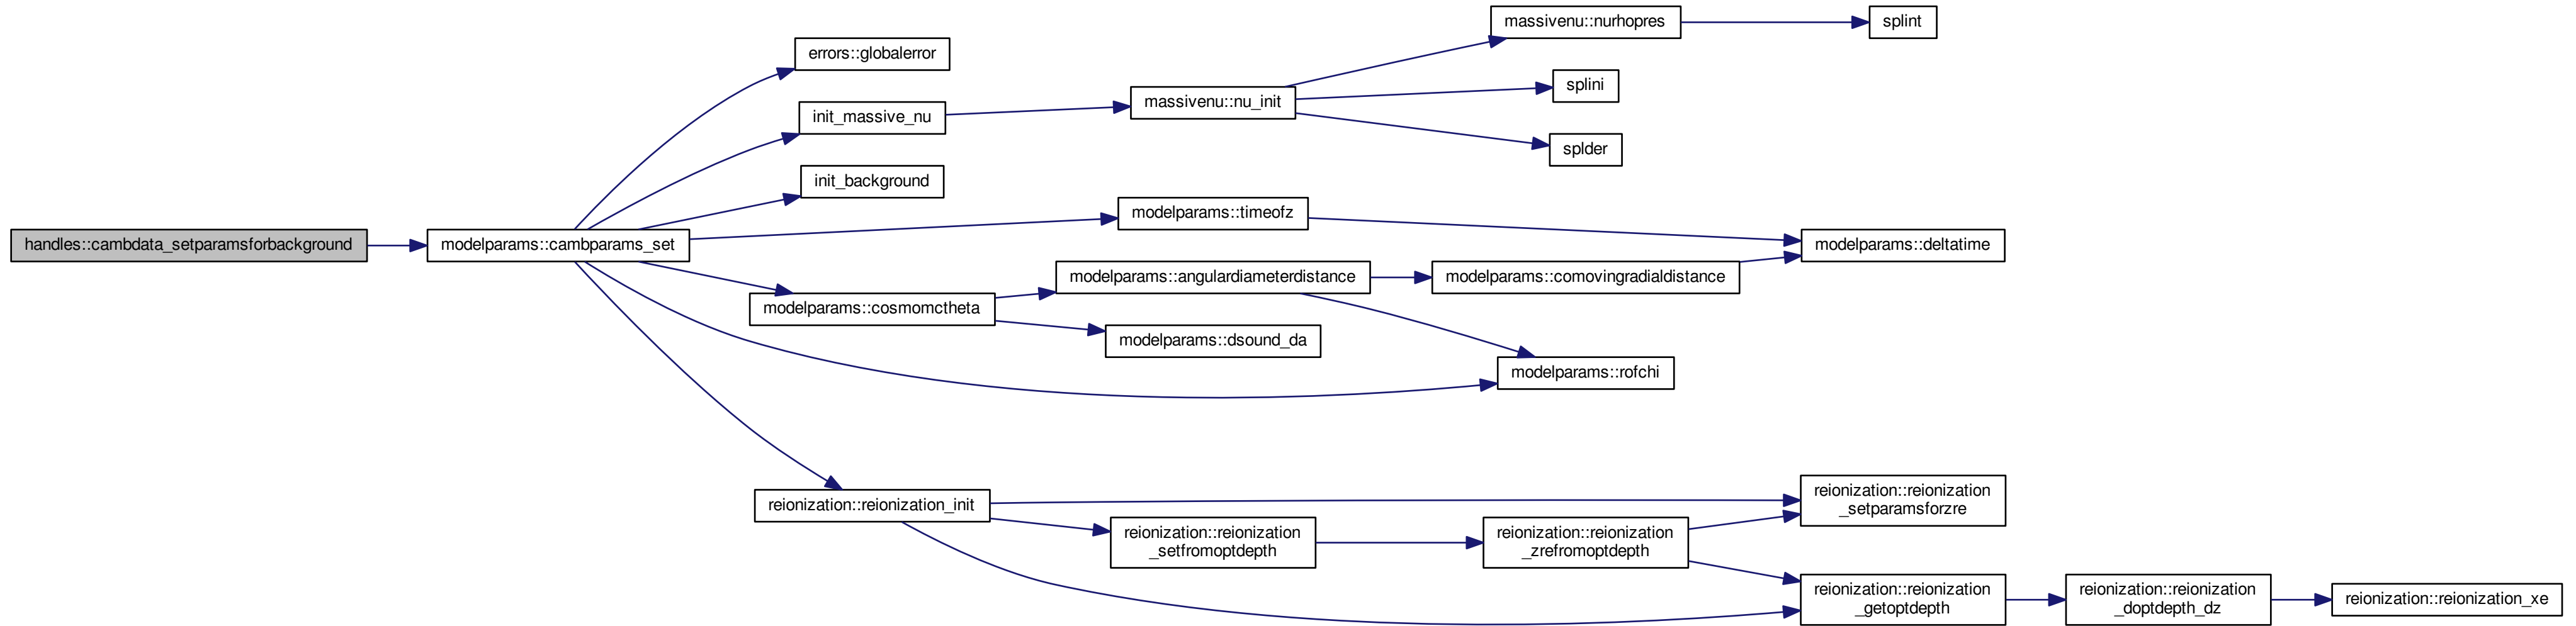 handles::cambdata_setparamsforbackground
modelparams::cambparams_set
errors::globalerror
init_massive_nu
init_background
modelparams::cosmomctheta
reionization::reionization_init
massivenu::nu_init
modelparams::timeofz
modelparams::angulardiameterdistance
modelparams::dsound_da
reionization::reionization
_setfromoptdepth
massivenu::nurhopres
splini
splder
modelparams::comovingradialdistance
modelparams::rofchi
reionization::reionization
_zrefromoptdepth
splint
modelparams::deltatime
reionization::reionization
_setparamsforzre
reionization::reionization
_getoptdepth
reionization::reionization
_doptdepth_dz
reionization::reionization_xe